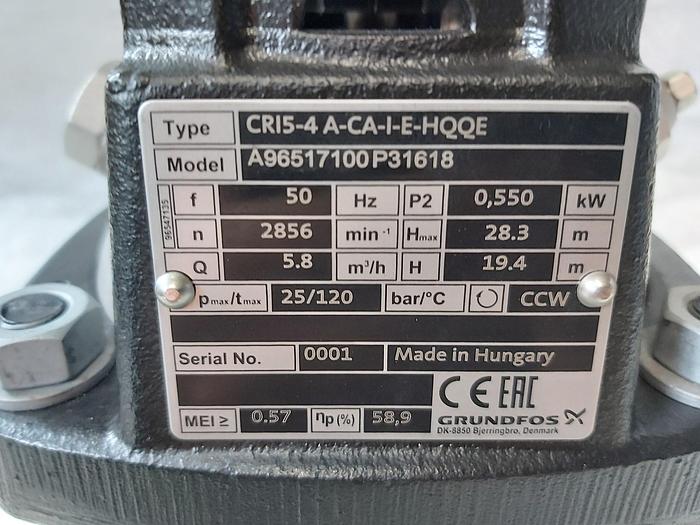 Type CRI5-4 A-CA-I-E-HQQE
Model A96517100P31618
96547135
f 50 Hz P2 0,550 kW
n 2856 min⁻¹ Hmax 28.3 m
Q 5.8 m³/h H 19.4 m
pmax/tmax 25/120 bar/°C CCW
Serial No. 0001 Made in Hungary
CE EAC
MEI ≥ 0.57 ηp(%) 58,9 GRUNDFOS
DK-8850 Bjerringbro, Denmark